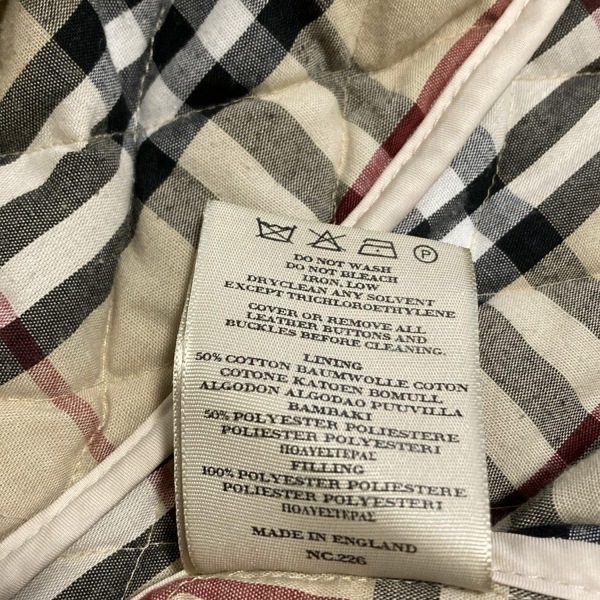 P
DO NOT WASH
DO NOT BLEACH
IRON, LOW
DRYCLEAN ANY SOLVENT
EXCEPT TRICHLOROETHYLENE
COVER OR REMOVE ALL
LEATHER BUTTONS AND
BUCKLES BEFORE CLEANING.
LINING
50% COTTON BAUMWOLLE COTON
COTONE KATOEN BOMULL
ALGODON ALGODAO PUUVILLA
BAMBAKI
50% POLYESTER POLIESTERE
POLIESTER POLYESTERI
ΠΟΛΥΕΣΤΕΡΑΣ
FILLING
100% POLYESTER POLIESTERE
POLIESTER POLYESTERI
ΠΟΛΥΕΣΤΕΡΑΣ
MADE IN ENGLAND
NC.226